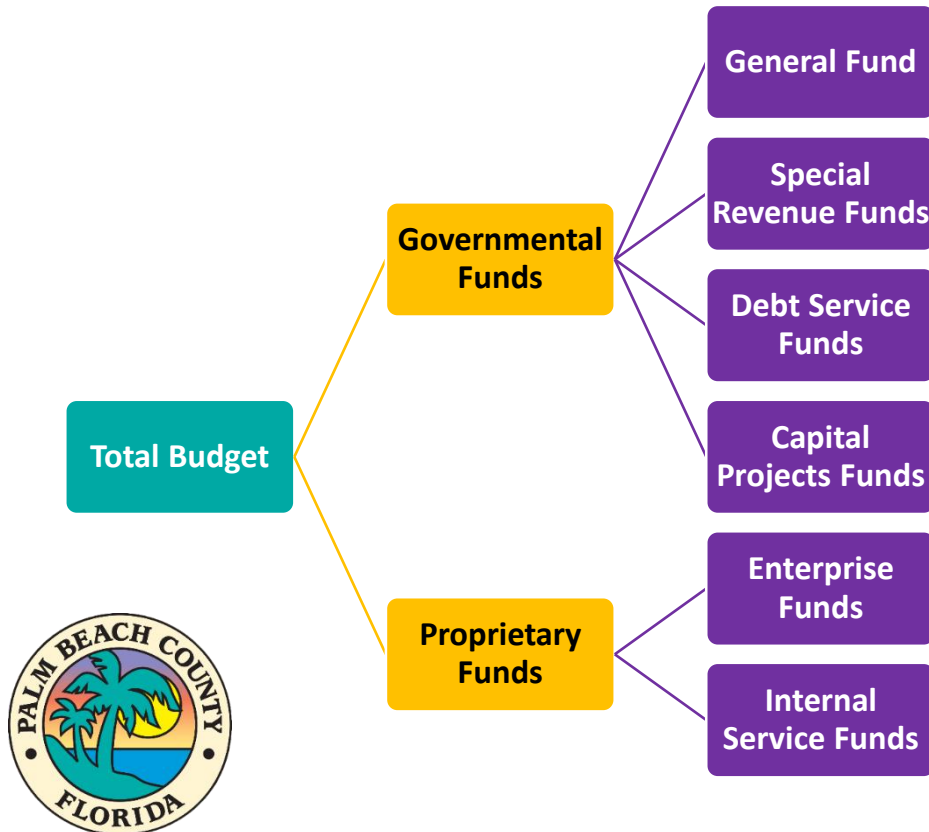 General Fund
Special
Revenue Funds
Governmental
Funds
Debt Service
Funds
Total Budget
Capital
Projects Funds
Enterprise
Funds
Proprietary
Funds
Internal
Service Funds
PALM BEACH COUNTY
FLORIDA